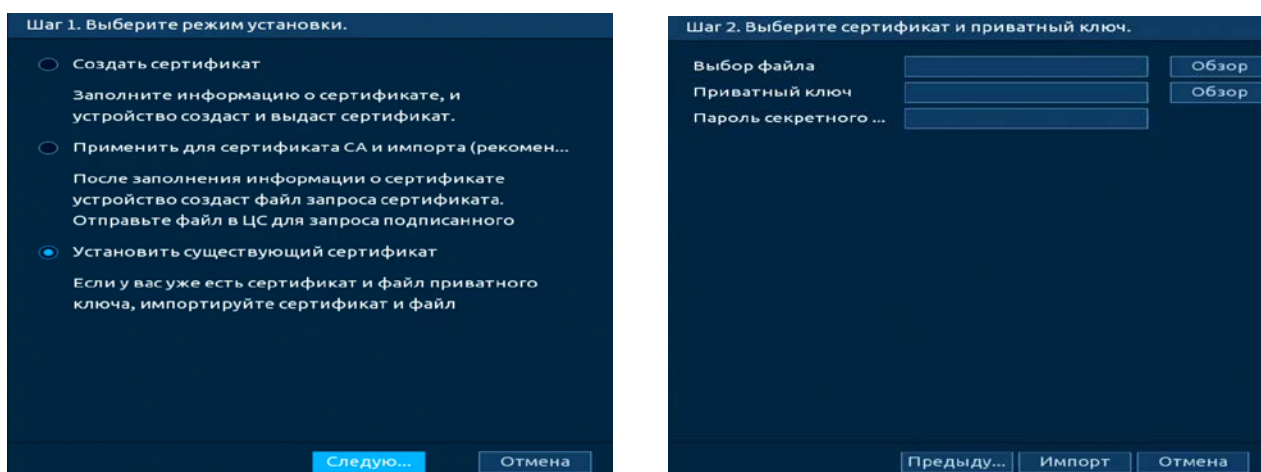 Шаг 1. Выберите режим установки.
Создать сертификат
Заполните информацию о сертификате, и
устройство создаст и выдаст сертификат.
Применить для сертификата CA и импорта (рекомен...
После заполнения информации о сертификате
устройство создаст файл запроса сертификата.
Отправьте файл в ЦС для запроса подписанного
Установить существующий сертификат
Если у вас уже есть сертификат и файл приватного
ключа, импортируйте сертификат и файл
Следую... Отмена
Шаг 2. Выберите сертификат и приватный ключ.
Выбор файла Обзор
Приватный ключ Обзор
Пароль секретного ...
Предыду... Импорт Отмена